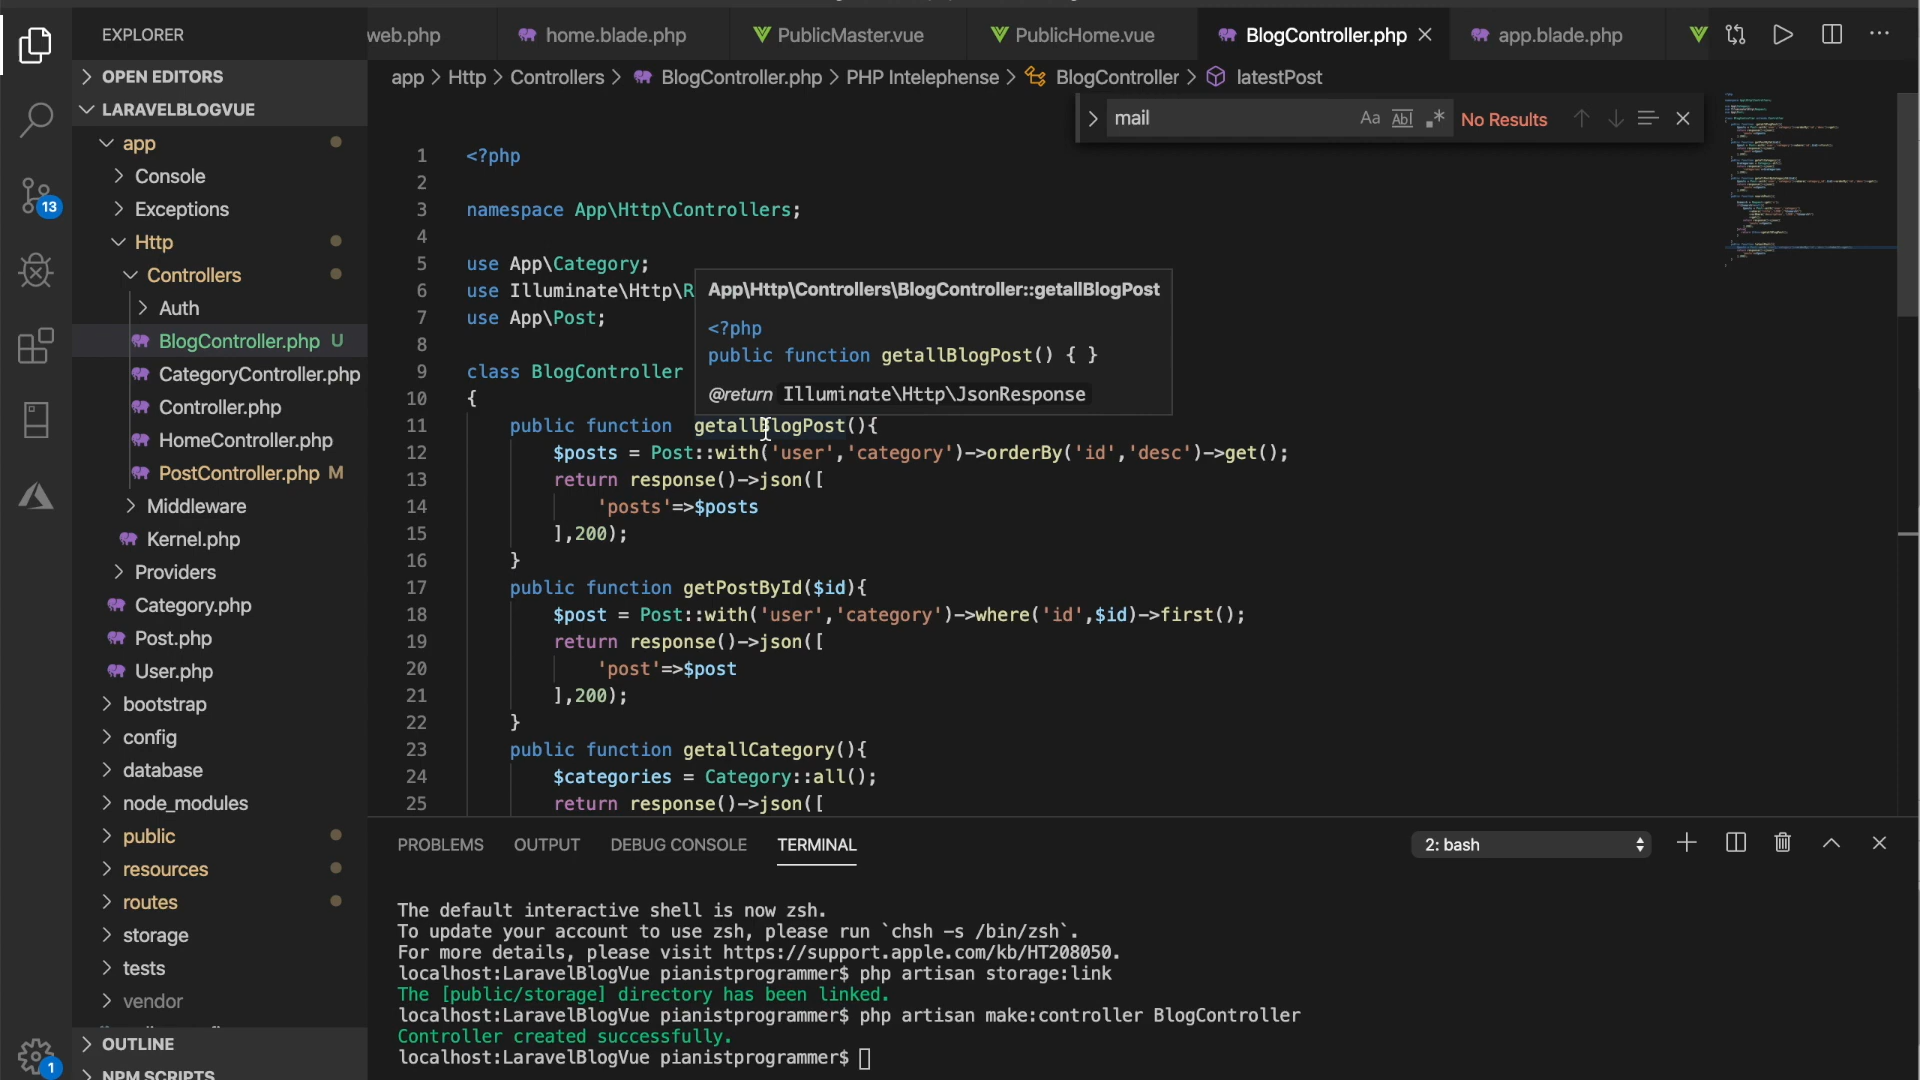 EXPLORER
web.php
home.blade.php
PublicMaster.vue
PublicHome.vue
BlogController.php
app.blade.php
OPEN EDITORS
LARAVELBLOGVUE
app > Http > Controllers > BlogController.php > PHP Intelephense > BlogController > latestPost
mail
Aa Abl
No Results
app
Console
Exceptions
13
Http
Controllers
Auth
BlogController.php U
CategoryController.php
Controller.php
HomeController.php
PostController.php M
Middleware
Kernel.php
Providers
Category.php
Post.php
User.php
bootstrap
config
database
node_modules
public
resources
routes
storage
tests
vendor
OUTLINE
NPM SCRIPTS
1
1 <?php
2
3 namespace App\Http\Controllers;
4
5 use App\Category;
6 use Illuminate\Http\R
7 use App\Post;
8
9 class BlogController
10 {
11 public function  getallBlogPost(){
12 $posts = Post::with('user','category')->orderBy('id','desc')->get();
13 return response()->json([
14 'posts'=>$posts
15 ],200);
16 }
17 public function getPostById($id){
18 $post = Post::with('user','category')->where('id',$id)->first();
19 return response()->json([
20 'post'=>$post
21 ],200);
22 }
23 public function getallCategory(){
24 $categories = Category::all();
25 return response()->json([
App\Http\Controllers\BlogController::getallBlogPost
<?php
public function getallBlogPost() { }
@return Illuminate\Http\JsonResponse
PROBLEMS OUTPUT DEBUG CONSOLE TERMINAL
2: bash
The default interactive shell is now zsh.
To update your account to use zsh, please run `chsh -s /bin/zsh`.
For more details, please visit https://support.apple.com/kb/HT208050.
localhost:LaravelBlogVue pianistprogrammer$ php artisan storage:link
The [public/storage] directory has been linked.
localhost:LaravelBlogVue pianistprogrammer$ php artisan make:controller BlogController
Controller created successfully.
localhost:LaravelBlogVue pianistprogrammer$